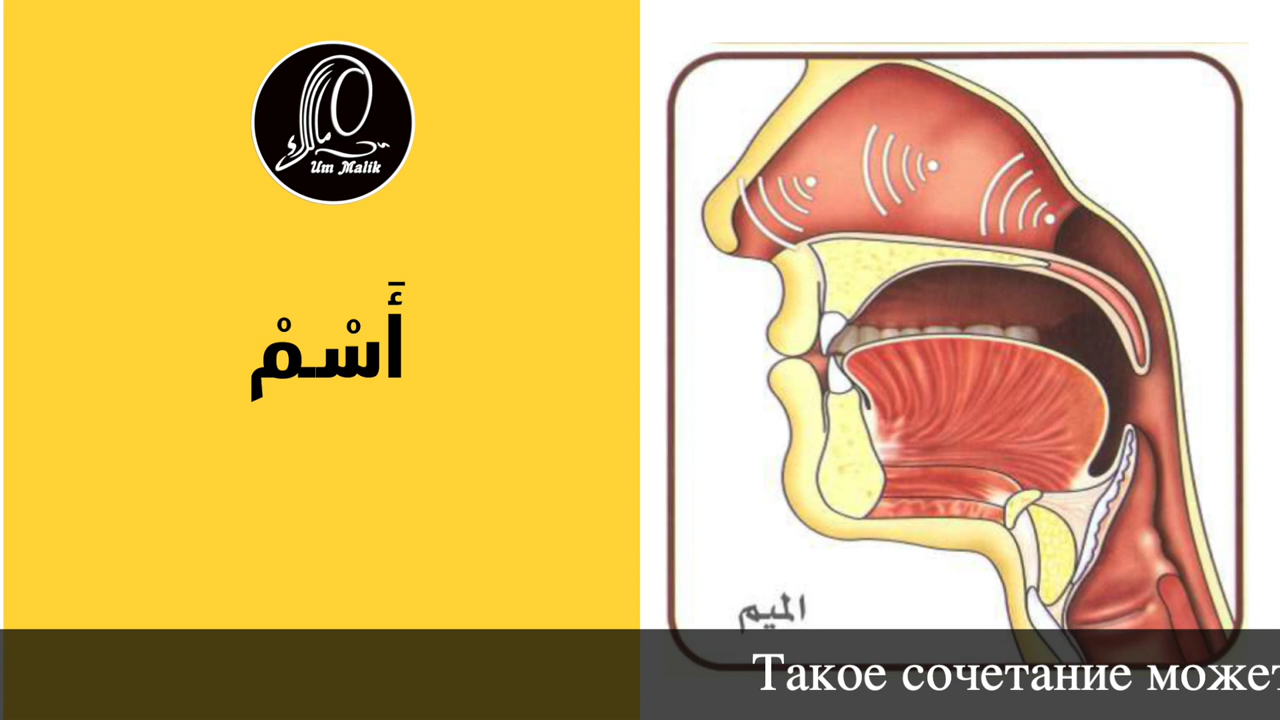 Um Malik
أَسْمْ
الميم
Такое сочетание может